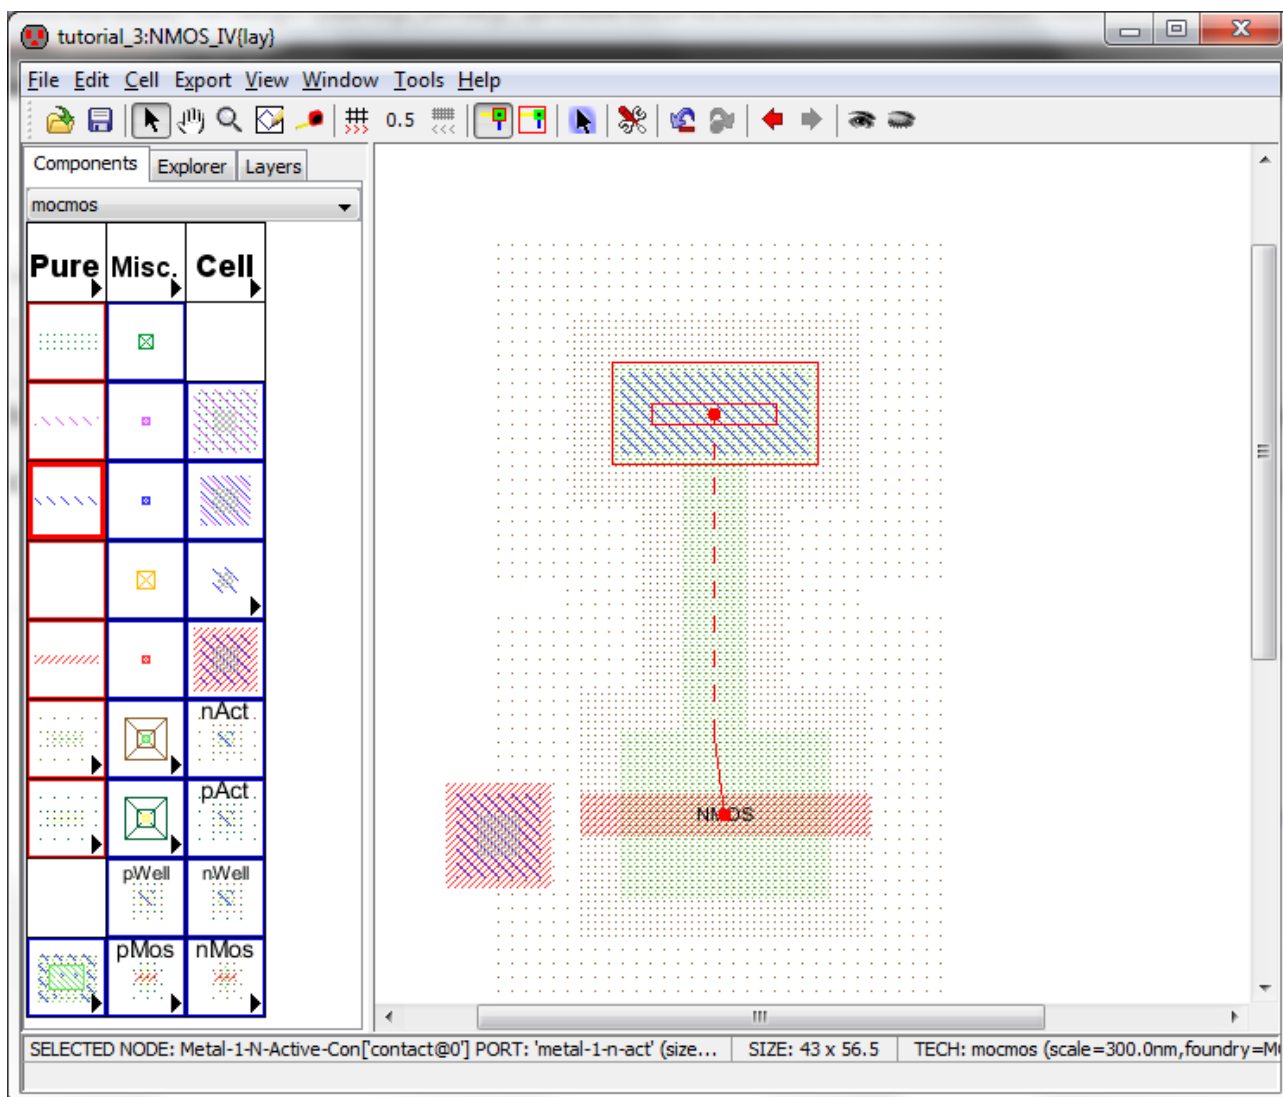 tutorial_3:NMOS_IV{lay}
File Edit Cell Export View Window Tools Help
0.5
Components Explorer Layers
mocmos
Pure Misc. Cell
nAct
pAct
pWell nWell
pMos nMos
NMOS
SELECTED NODE: Metal-1-N-Active-Con['contact@0'] PORT: 'metal-1-n-act' (size... SIZE: 43 x 56.5 TECH: mocmos (scale=300.0nm,foundry=M